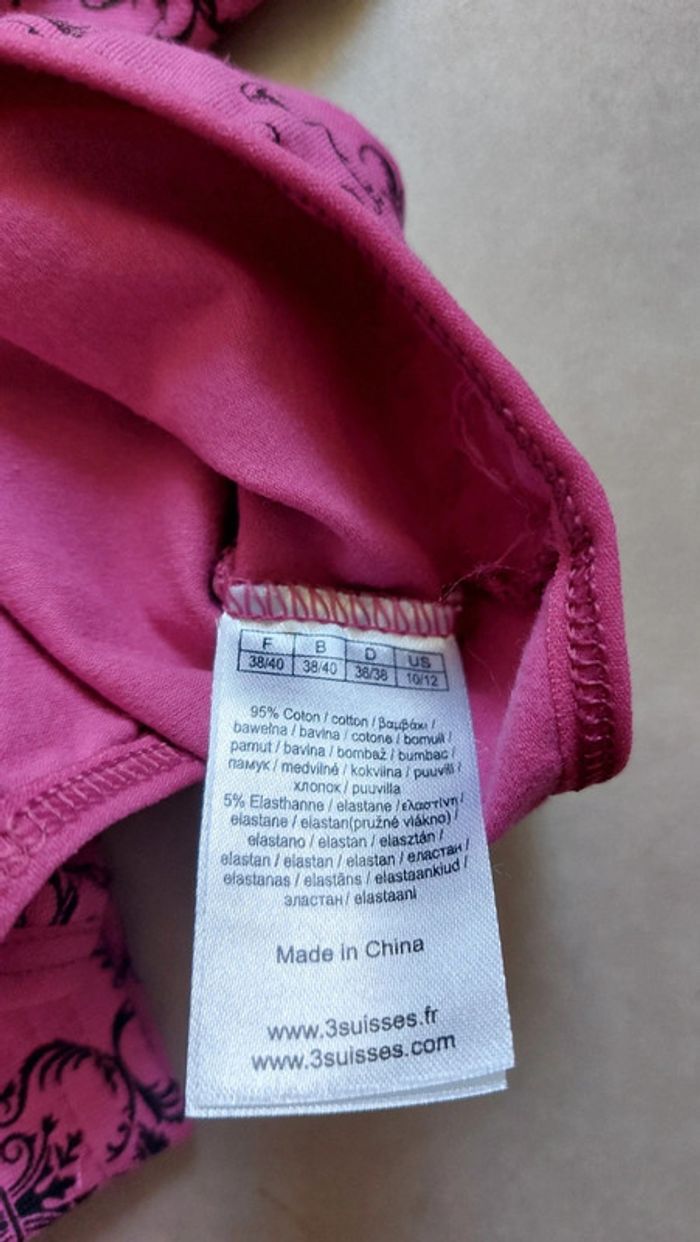 F B D US
38/40 38/40 36/38 10/12
95% Coton / cotton / βαμβάκι /
bawełna / bavlna / cotone / bomull /
pamut / bavlna / bombaž / bumbac /
памук / medvilnė / kokvilna / puuvill /
хлопок / puuvilla
5% Elasthanne / elastane / ελαστίνη /
elastane / elastan(pružné vlákno) /
elastano / elastan / elasztán /
elastan / elastan / elastan / еластан /
elastanas / elastāns / elastaankiud /
эластан / elastaani
Made in China
www.3suisses.fr
www.3suisses.com